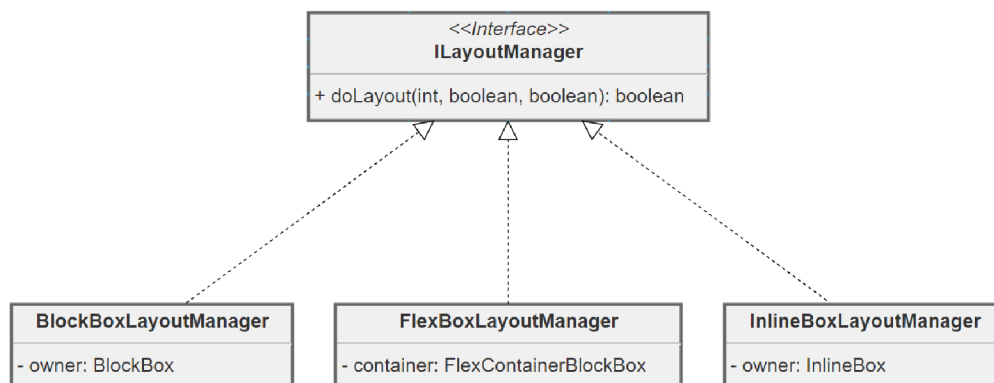 <<Interface>>
ILayoutManager
+ doLayout(int, boolean, boolean): boolean
BlockBoxLayoutManager
- owner: BlockBox
FlexBoxLayoutManager
- container: FlexContainerBlockBox
InlineBoxLayoutManager
- owner: InlineBox